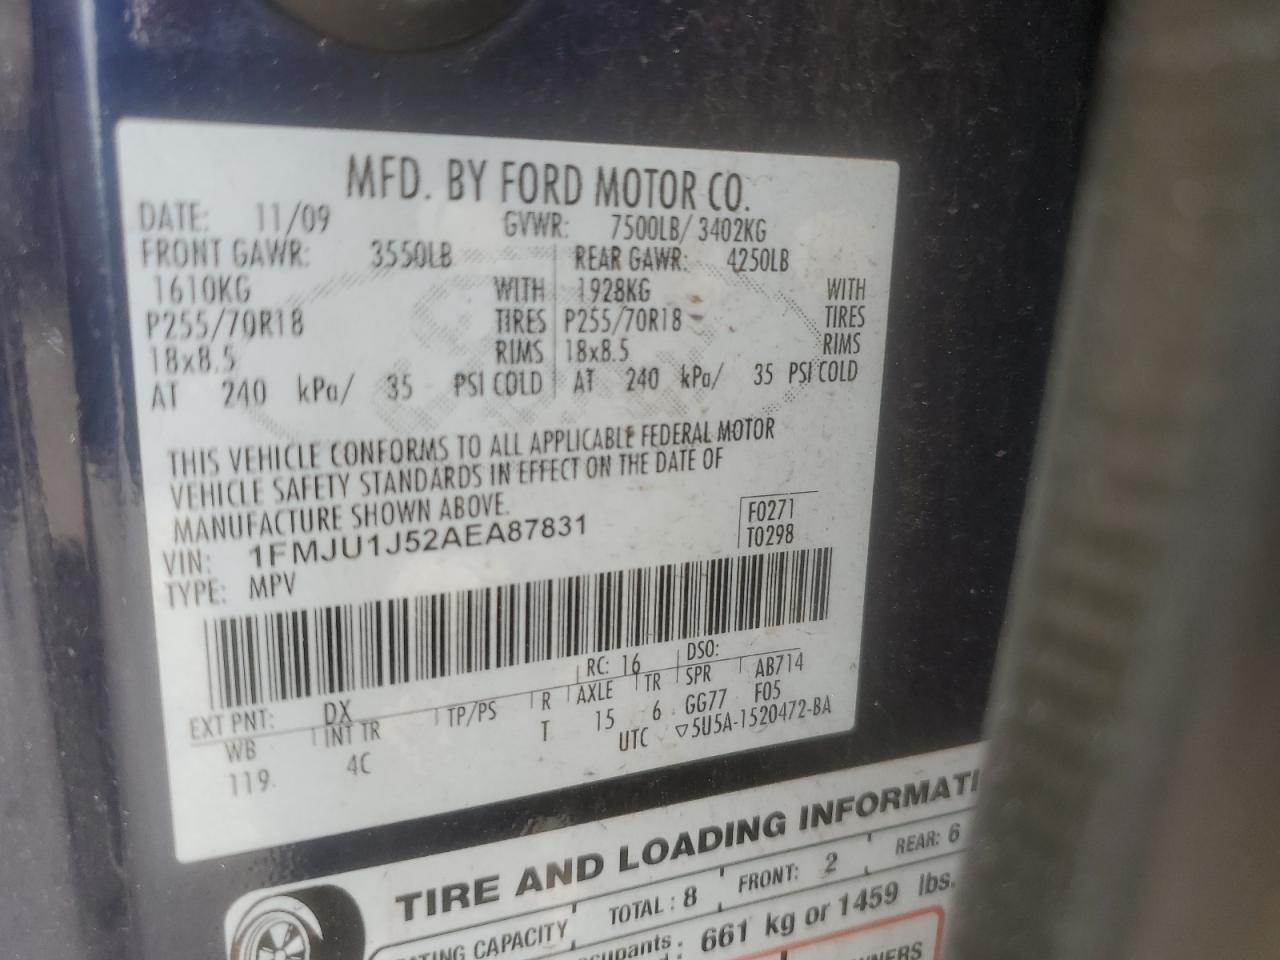 MFD. BY FORD MOTOR CO.
DATE: 11/09 GVWR: 7500LB/ 3402KG
FRONT GAWR: 3550LB REAR GAWR: 4250LB
1610KG WITH 1928KG WITH
P255/70R18 TIRES P255/70R18 TIRES
18x8.5 RIMS 18x8.5 RIMS
AT 240 kPa/ 35 PSI COLD AT 240 kPa/ 35 PSI COLD
THIS VEHICLE CONFORMS TO ALL APPLICABLE FEDERAL MOTOR
VEHICLE SAFETY STANDARDS IN EFFECT ON THE DATE OF
MANUFACTURE SHOWN ABOVE.
VIN: 1FMJU1J52AEA87831
F0271
T0298
TYPE: MPV
EXT PNT: DX RC: 16 DSO:
WB INT TR TP/PS R AXLE TR SPR AB714
119 4C T 15 6 GG77 F05
UTC ▽5U5A-1520472-BA
TIRE AND LOADING INFORMATI
TING CAPACITY TOTAL: 8 FRONT: 2 REAR: 6
cupants 661 kg or 1459 lbs.
WNERS